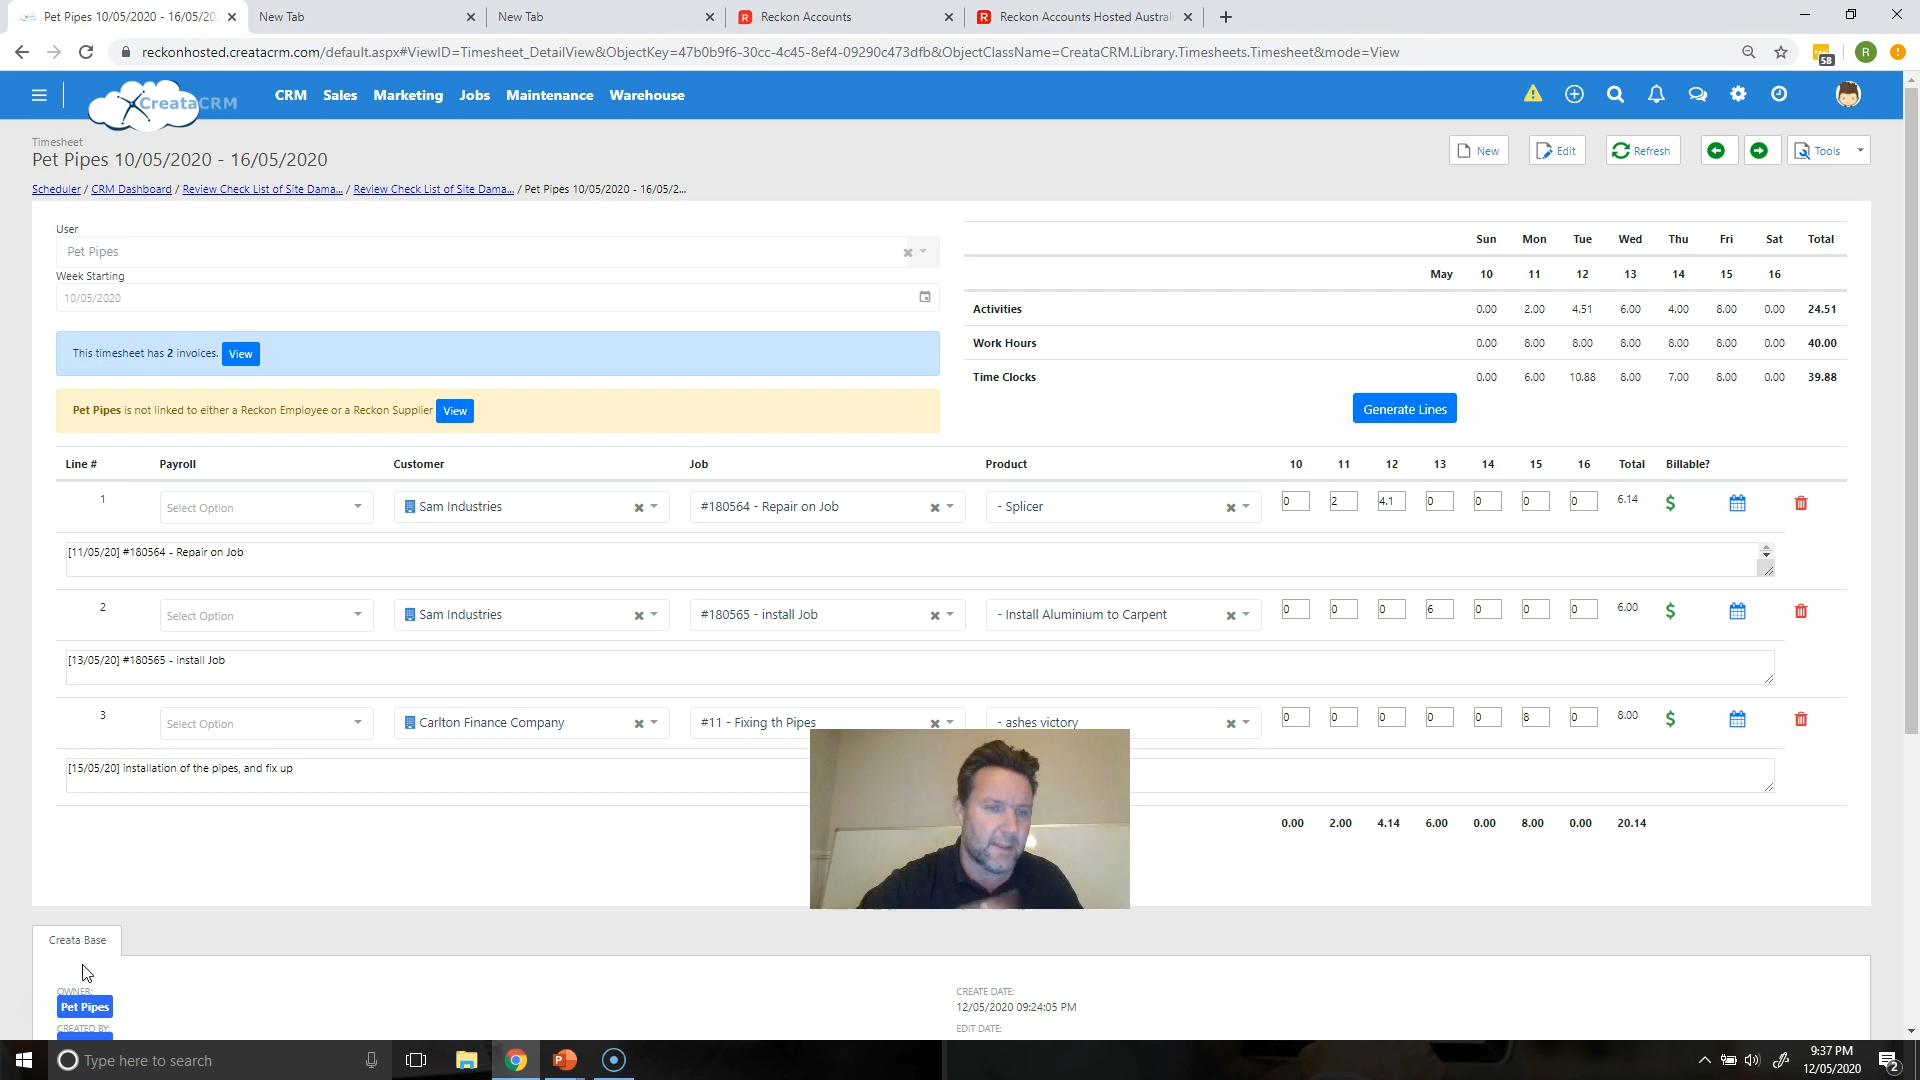 Pet Pipes 10/05/2020 - 16/05/20
New Tab
New Tab
Reckon Accounts
Reckon Accounts Hosted Austral
reckonhosted.creatacrm.com/default.aspx#ViewID=Timesheet_DetailView&ObjectKey=47b0b9f6-30cc-4c45-8ef4-09290c473dfb&ObjectClassName=CreataCRM.Library.Timesheets.Timesheet&mode=View
58
R
CreataCRM
CRM Sales Marketing Jobs Maintenance Warehouse
Timesheet
Pet Pipes 10/05/2020 - 16/05/2020
New Edit Refresh Tools
Scheduler / CRM Dashboard / Review Check List of Site Dama... / Review Check List of Site Dama... / Pet Pipes 10/05/2020 - 16/05/2...
User
Pet Pipes
Week Starting
10/05/2020
This timesheet has 2 invoices. View
Pet Pipes is not linked to either a Reckon Employee or a Reckon Supplier View
Sun Mon Tue Wed Thu Fri Sat Total
May 10 11 12 13 14 15 16
Activities 0.00 2.00 4.51 6.00 4.00 8.00 0.00 24.51
Work Hours 0.00 8.00 8.00 8.00 8.00 8.00 0.00 40.00
Time Clocks 0.00 6.00 10.88 8.00 7.00 8.00 0.00 39.88
Generate Lines
Line # Payroll Customer Job Product 10 11 12 13 14 15 16 Total Billable?
1 Select Option Sam Industries #180564 - Repair on Job - Splicer 0 2 4.1 0 0 0 0 6.14 $
[11/05/20] #180564 - Repair on Job
2 Select Option Sam Industries #180565 - install Job - Install Aluminium to Carpent 0 0 0 6 0 0 0 6.00 $
[13/05/20] #180565 - install Job
3 Select Option Carlton Finance Company #11 - Fixing th Pipes - ashes victory 0 0 0 0 0 8 0 8.00 $
[15/05/20] installation of the pipes, and fix up
0.00 2.00 4.14 6.00 0.00 8.00 0.00 20.14
Creata Base
OWNER:
Pet Pipes
CREATED BY:
CREATE DATE:
12/05/2020 09:24:05 PM
EDIT DATE:
Type here to search
9:37 PM
12/05/2020
2